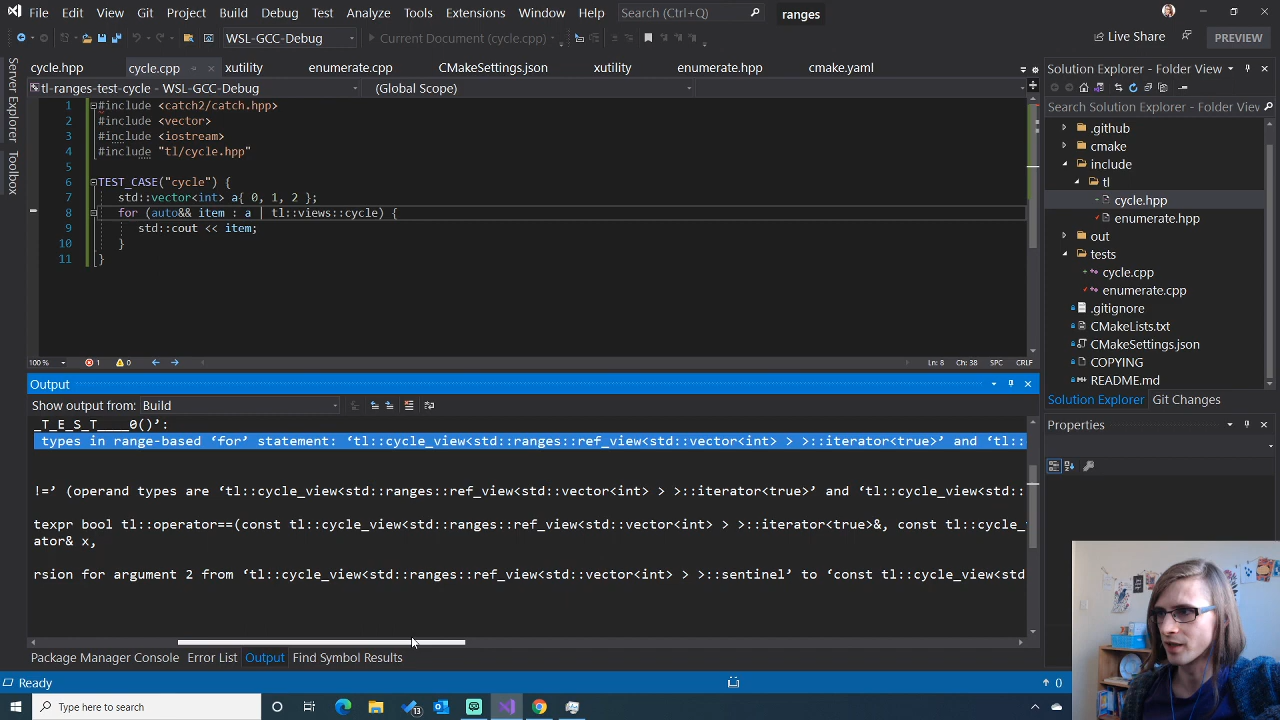 File Edit View Git Project Build Debug Test Analyze Tools Extensions Window Help Search (Ctrl+Q) ranges
WSL-GCC-Debug Current Document (cycle.cpp) Live Share PREVIEW
Server Explorer
Toolbox
cycle.hpp cycle.cpp xutility enumerate.cpp CMakeSettings.json xutility enumerate.hpp cmake.yaml
tl-ranges-test-cycle - WSL-GCC-Debug (Global Scope)
1 #include <catch2/catch.hpp>
2 #include <vector>
3 #include <iostream>
4 #include "tl/cycle.hpp"
5
6 TEST_CASE("cycle") {
7 std::vector<int> a{ 0, 1, 2 };
8 for (auto&& item : a | tl::views::cycle) {
9 std::cout << item;
10 }
11 }
100 % 1 0 Ln: 8 Ch: 38 SPC CRLF
Output
Show output from: Build
_T_E_S_T____0()’:
types in range-based ‘for’ statement: ‘tl::cycle_view<std::ranges::ref_view<std::vector<int> > >::iterator<true>’ and ‘tl::
!=’ (operand types are ‘tl::cycle_view<std::ranges::ref_view<std::vector<int> > >::iterator<true>’ and ‘tl::cycle_view<std::
texpr bool tl::operator==(const tl::cycle_view<std::ranges::ref_view<std::vector<int> > >::iterator<true>&, const tl::cycle_
ator& x,
rsion for argument 2 from ‘tl::cycle_view<std::ranges::ref_view<std::vector<int> > >::sentinel’ to ‘const tl::cycle_view<std
Package Manager Console Error List Output Find Symbol Results
Solution Explorer - Folder View
Search Solution Explorer - Folder View
.github
cmake
include
tl
cycle.hpp
enumerate.hpp
out
tests
cycle.cpp
enumerate.cpp
.gitignore
CMakeLists.txt
CMakeSettings.json
COPYING
README.md
Solution Explorer Git Changes
Properties
Ready 0
Type here to search 13